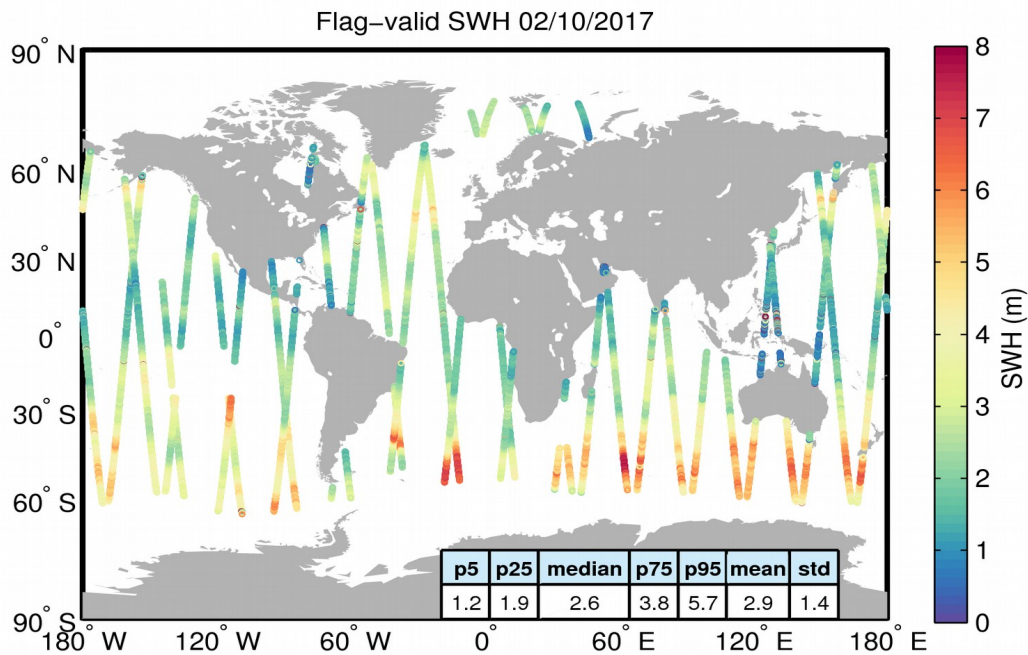 Flag−valid SWH 02/10/2017
90° N
60° N
30° N
0°
30° S
60° S
90° S
180° W
120° W
60° W
0°
60° E
120° E
180° E
p5 p25 median p75 p95 mean std
1.2 1.9 2.6 3.8 5.7 2.9 1.4
8
7
6
5
4
3
2
1
0
SWH (m)